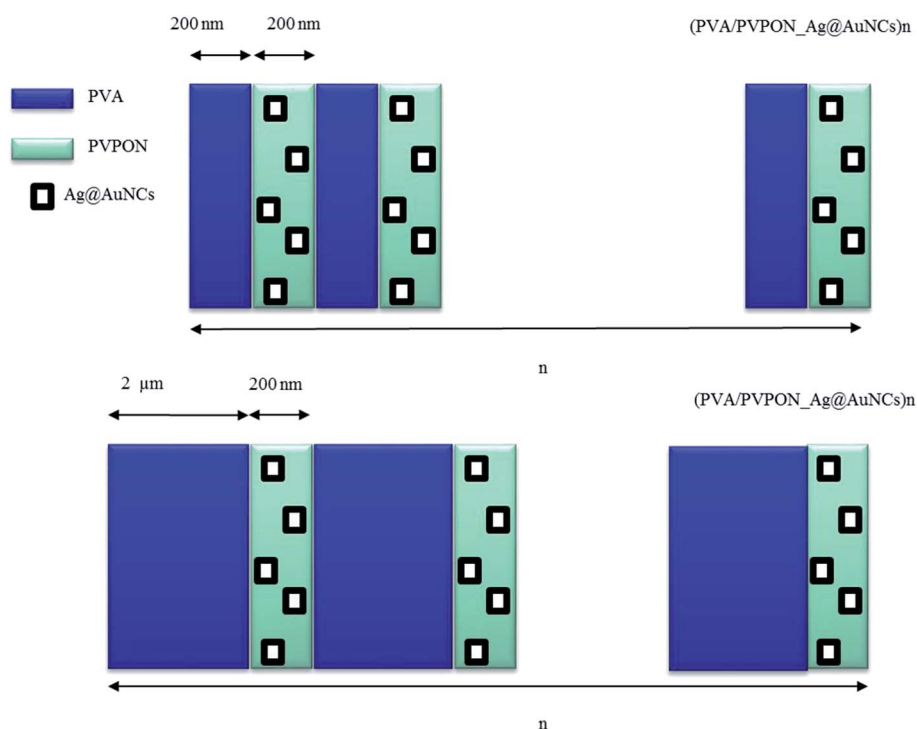 200 nm 200 nm (PVA/PVPON_Ag@AuNCs)n
PVA
PVPON
Ag@AuNCs
n
2 µm 200 nm (PVA/PVPON_Ag@AuNCs)n
n